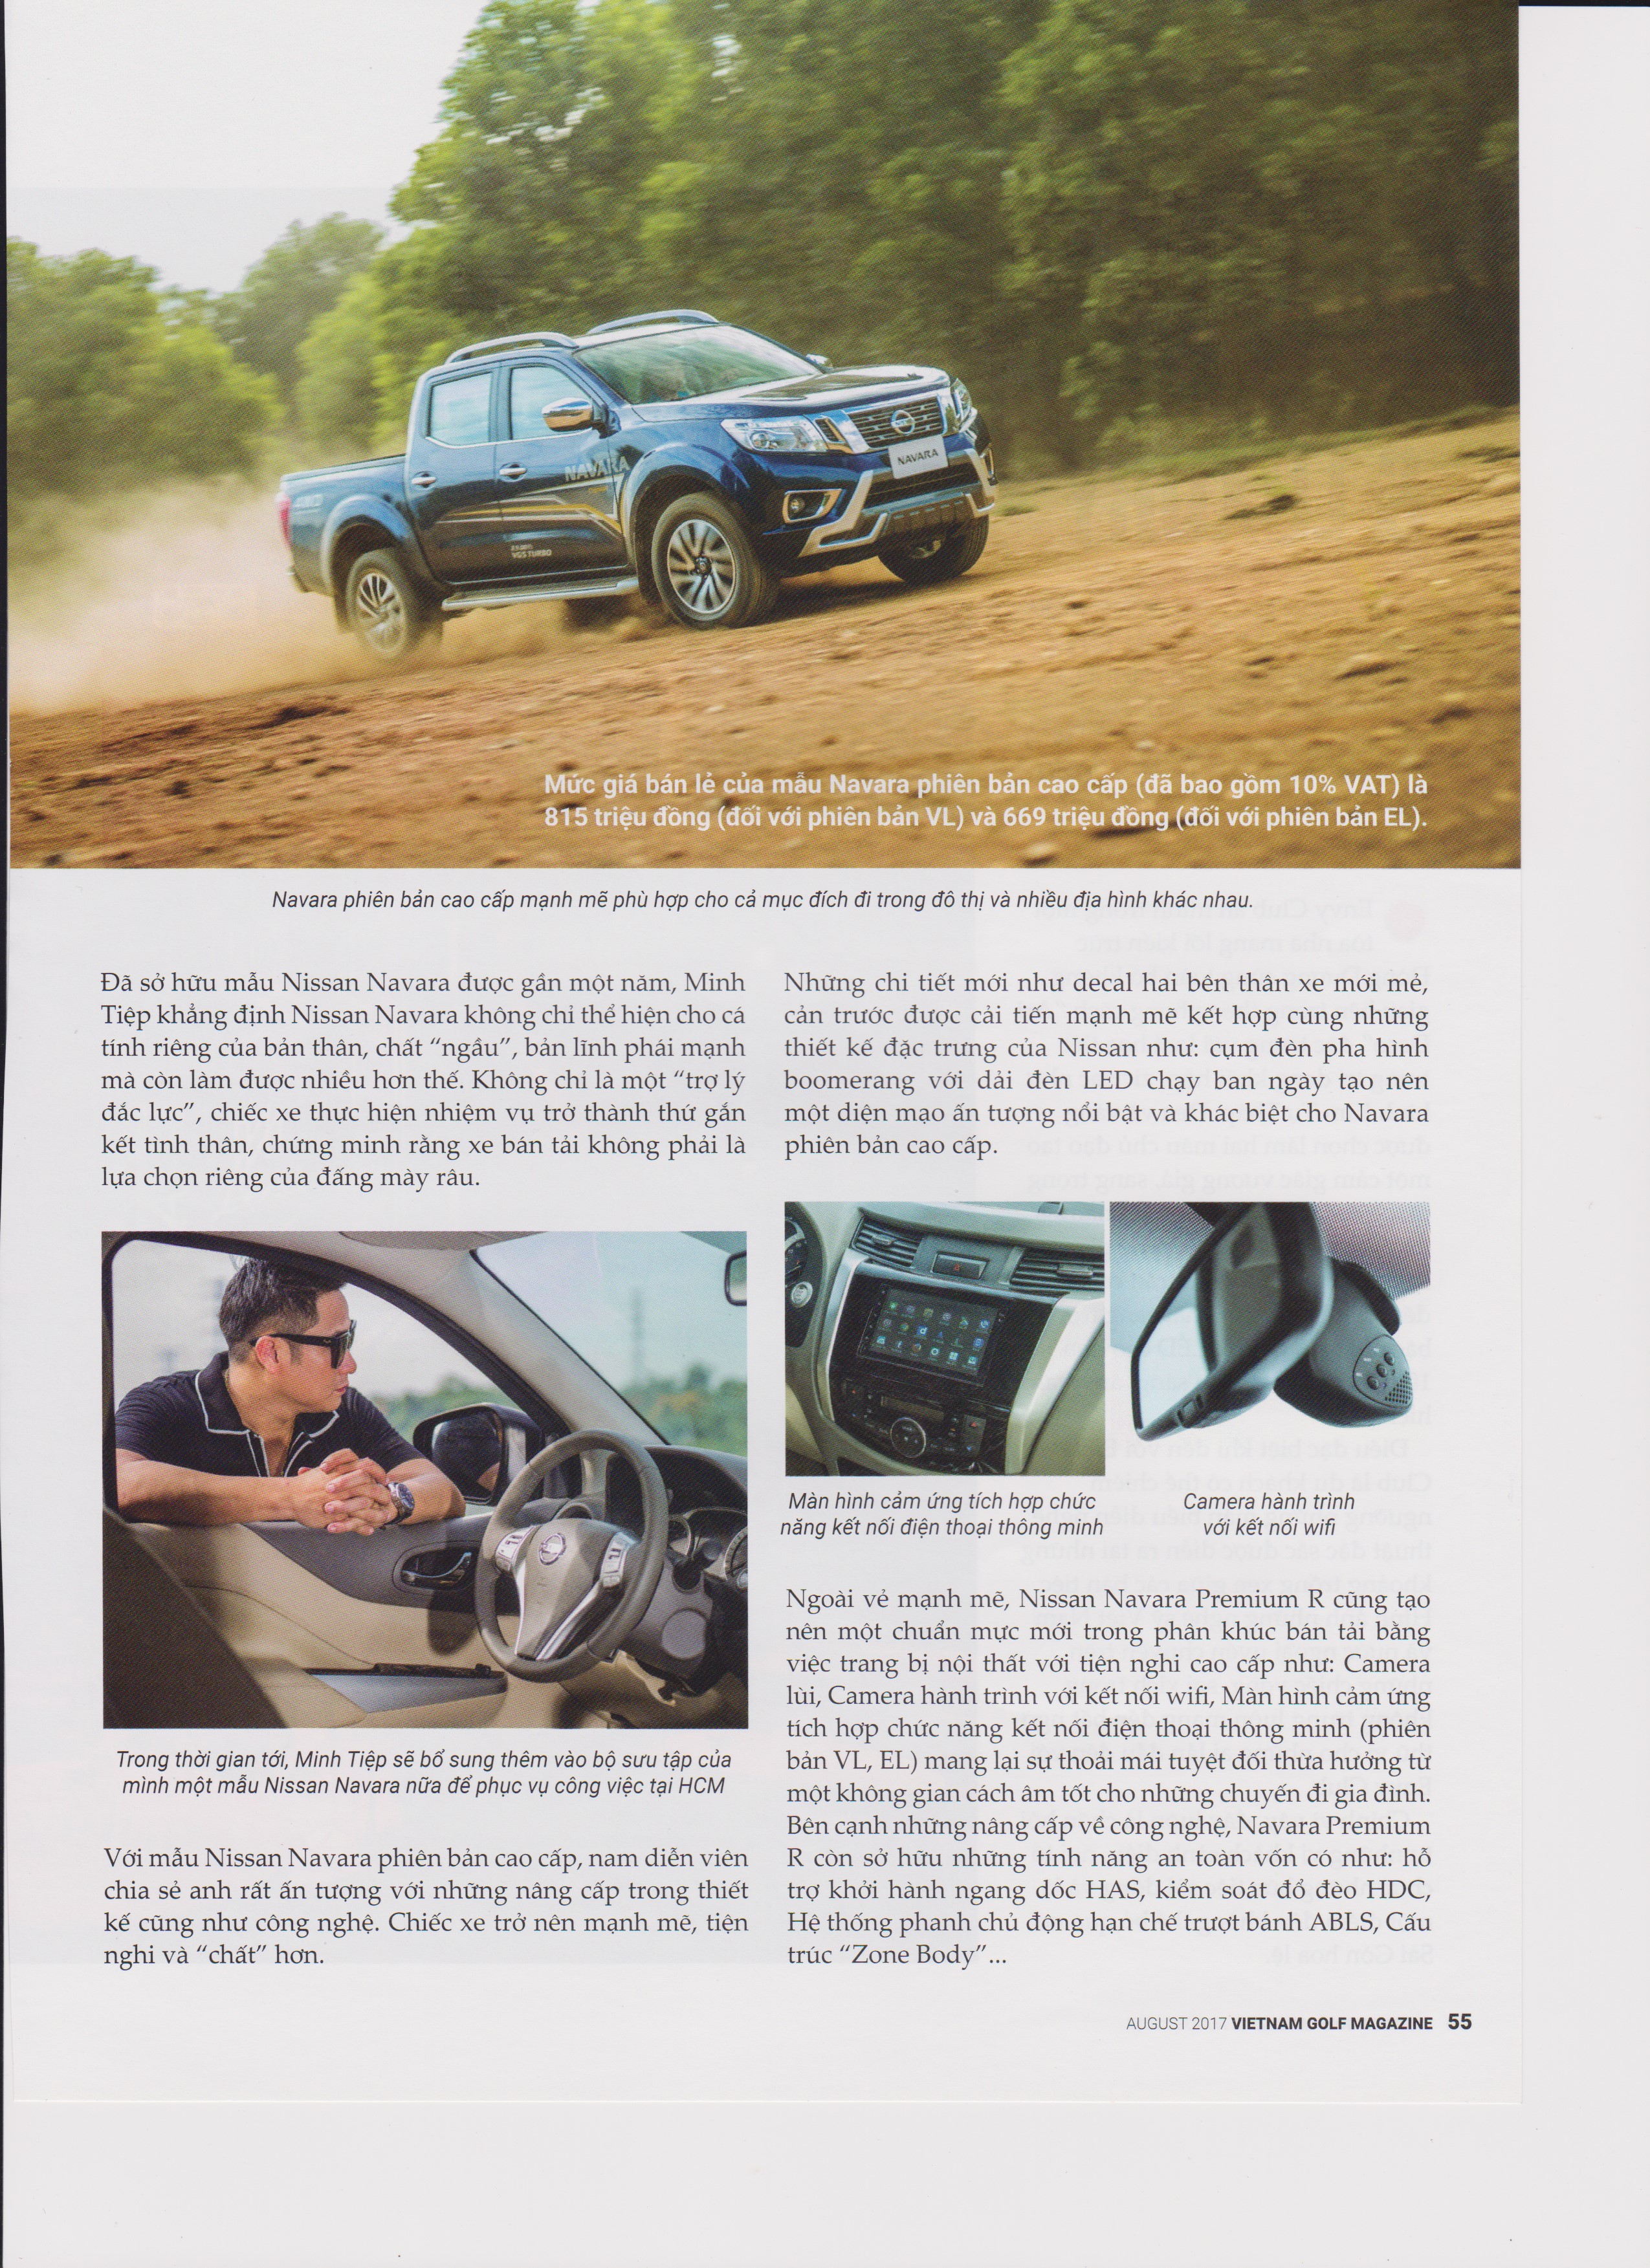 NAVARA
NAVARA
VGS TURBO
Mức giá bán lẻ của mẫu Navara phiên bản cao cấp (đã bao gồm 10% VAT) là
815 triệu đồng (đối với phiên bản VL) và 669 triệu đồng (đối với phiên bản EL).
Navara phiên bản cao cấp mạnh mẽ phù hợp cho cả mục đích đi trong đô thị và nhiều địa hình khác nhau.
Đã sở hữu mẫu Nissan Navara được gần một năm, Minh
Tiệp khẳng định Nissan Navara không chỉ thể hiện cho cá
tính riêng của bản thân, chất “ngầu”, bản lĩnh phái mạnh
mà còn làm được nhiều hơn thế. Không chỉ là một “trợ lý
đắc lực”, chiếc xe thực hiện nhiệm vụ trở thành thứ gắn
kết tình thân, chứng minh rằng xe bán tải không phải là
lựa chọn riêng của đấng mày râu.
Trong thời gian tới, Minh Tiệp sẽ bổ sung thêm vào bộ sưu tập của
mình một mẫu Nissan Navara nữa để phục vụ công việc tại HCM
Với mẫu Nissan Navara phiên bản cao cấp, nam diễn viên
chia sẻ anh rất ấn tượng với những nâng cấp trong thiết
kế cũng như công nghệ. Chiếc xe trở nên mạnh mẽ, tiện
nghi và “chất” hơn.
Những chi tiết mới như decal hai bên thân xe mới mẻ,
cản trước được cải tiến mạnh mẽ kết hợp cùng những
thiết kế đặc trưng của Nissan như: cụm đèn pha hình
boomerang với dải đèn LED chạy ban ngày tạo nên
một diện mạo ấn tượng nổi bật và khác biệt cho Navara
phiên bản cao cấp.
Màn hình cảm ứng tích hợp chức
năng kết nối điện thoại thông minh
Camera hành trình
với kết nối wifi
Ngoài vẻ mạnh mẽ, Nissan Navara Premium R cũng tạo
nên một chuẩn mực mới trong phân khúc bán tải bằng
việc trang bị nội thất với tiện nghi cao cấp như: Camera
lùi, Camera hành trình với kết nối wifi, Màn hình cảm ứng
tích hợp chức năng kết nối điện thoại thông minh (phiên
bản VL, EL) mang lại sự thoải mái tuyệt đối thừa hưởng từ
một không gian cách âm tốt cho những chuyến đi gia đình.
Bên cạnh những nâng cấp về công nghệ, Navara Premium
R còn sở hữu những tính năng an toàn vốn có như: hỗ
trợ khởi hành ngang dốc HAS, kiểm soát đổ đèo HDC,
Hệ thống phanh chủ động hạn chế trượt bánh ABLS, Cấu
trúc “Zone Body”...
AUGUST 2017 VIETNAM GOLF MAGAZINE 55